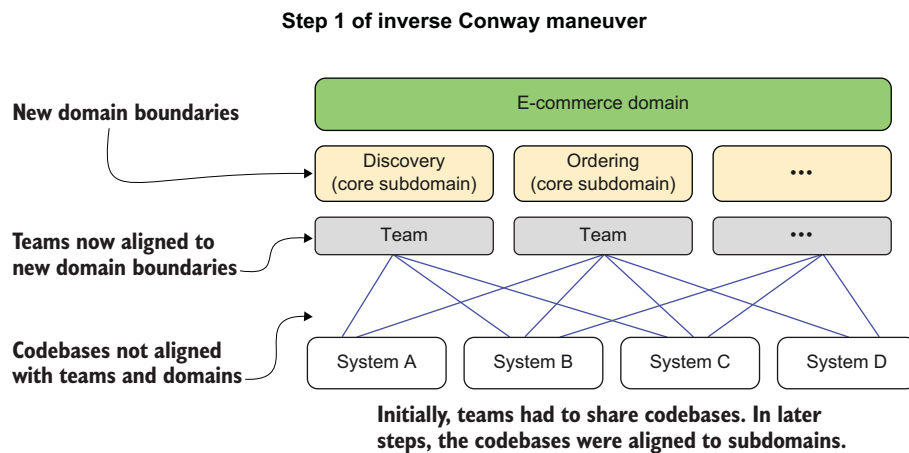 Step 1 of inverse Conway maneuver
New domain boundaries
E-commerce domain
Discovery
(core subdomain)
Ordering
(core subdomain)
...
Teams now aligned to
new domain boundaries
Team
Team
...
Codebases not aligned
with teams and domains
System A
System B
System C
System D
Initially, teams had to share codebases. In later
steps, the codebases were aligned to subdomains.